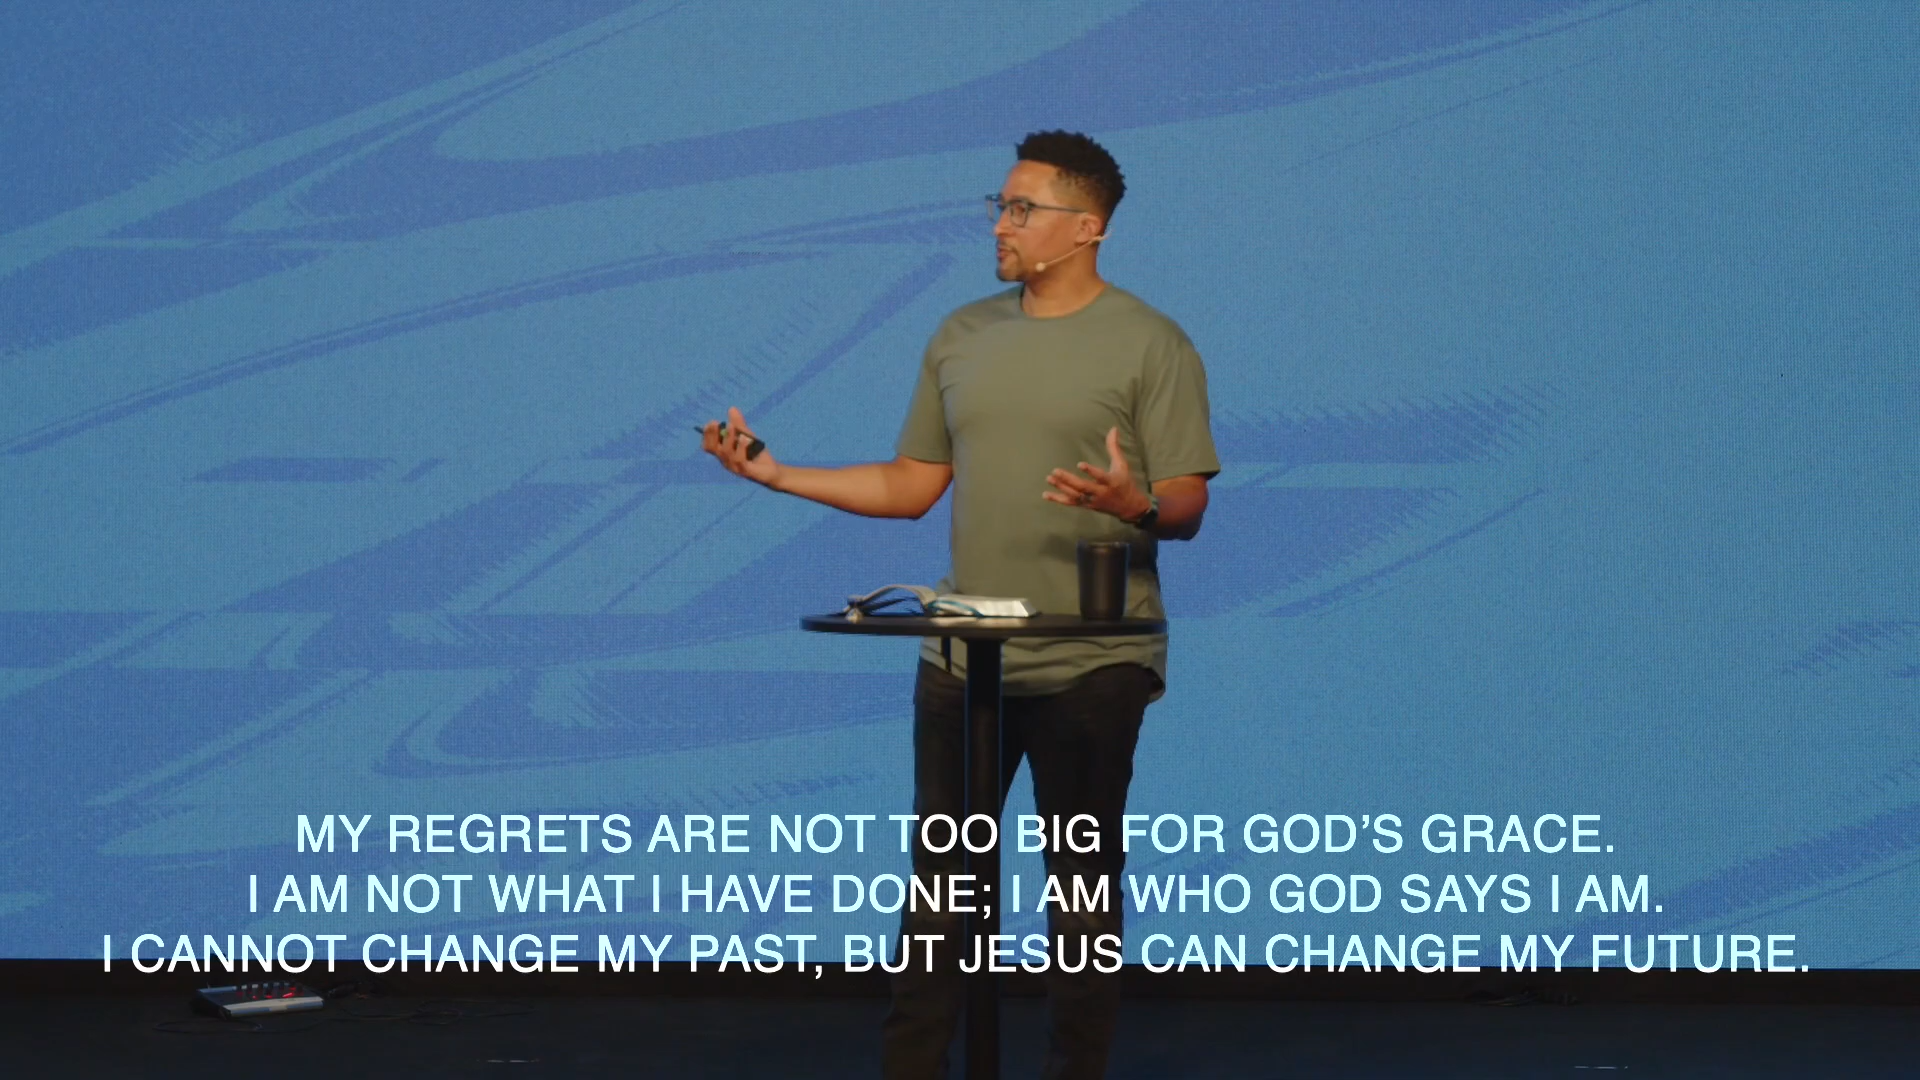 MY REGRETS ARE NOT TOO BIG FOR GOD’S GRACE.
I AM NOT WHAT I HAVE DONE; I AM WHO GOD SAYS I AM.
I CANNOT CHANGE MY PAST, BUT JESUS CAN CHANGE MY FUTURE.